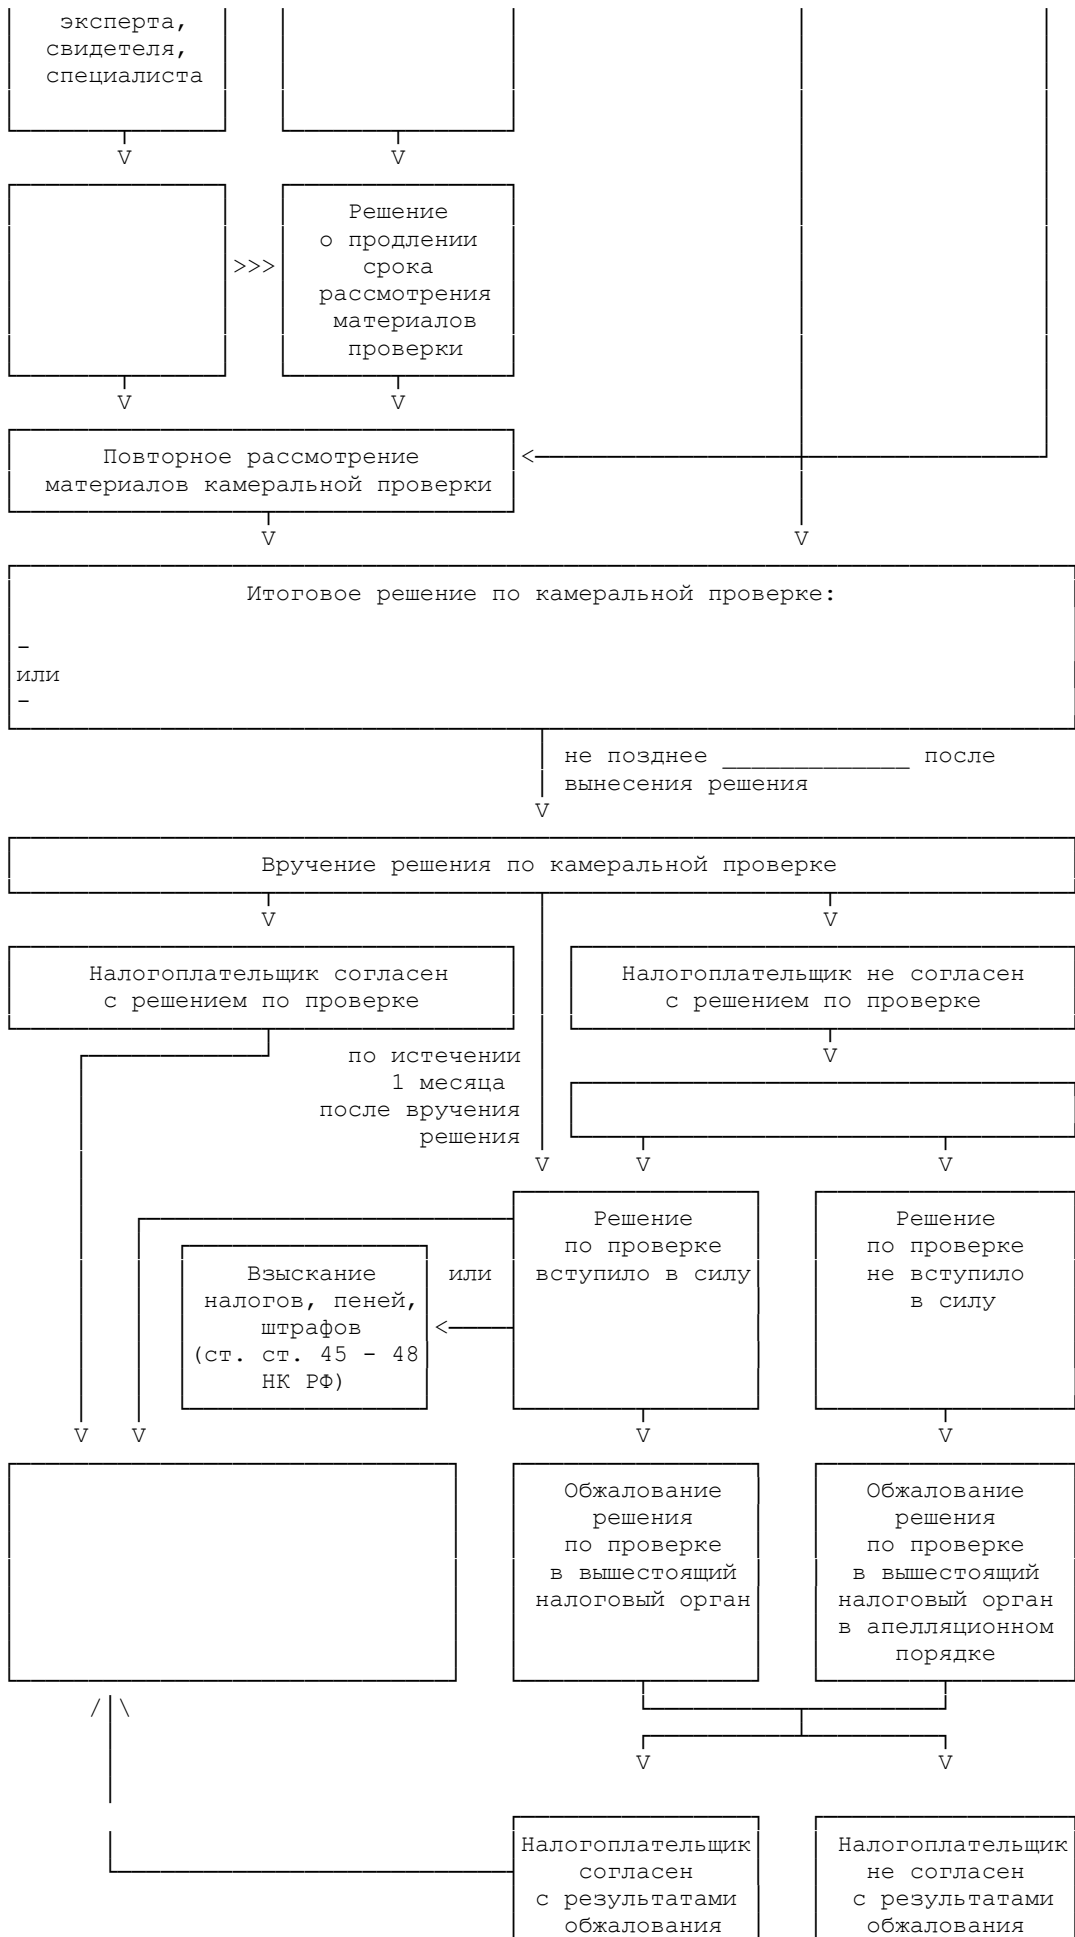 эксперта,
свидетеля,
специалиста
V
V
Решение
о продлении
>>>
срока
рассмотрения
материалов
проверки
V
V
Повторное рассмотрение
<
материалов камеральной проверки
V
V
Итоговое решение по камеральной проверке:
-
или
-
не позднее _____________ после
вынесения решения
V
Вручение решения по камеральной проверке
V
V
Налогоплательщик согласен
с решением по проверке
Налогоплательщик не согласен
с решением по проверке
V
по истечении
1 месяца
после вручения
решения
V
V
V
Решение
по проверке
вступило в силу
Решение
по проверке
не вступило
в силу
Взыскание
налогов, пеней,
штрафов
(ст. ст. 45 - 48
НК РФ)
или
<
V
V
V
V
Обжалование
решения
по проверке
в вышестоящий
налоговый орган
Обжалование
решения
по проверке
в вышестоящий
налоговый орган
в апелляционном
порядке
/ \
V
V
Налогоплательщик
согласен
с результатами
обжалования
Налогоплательщик
не согласен
с результатами
обжалования